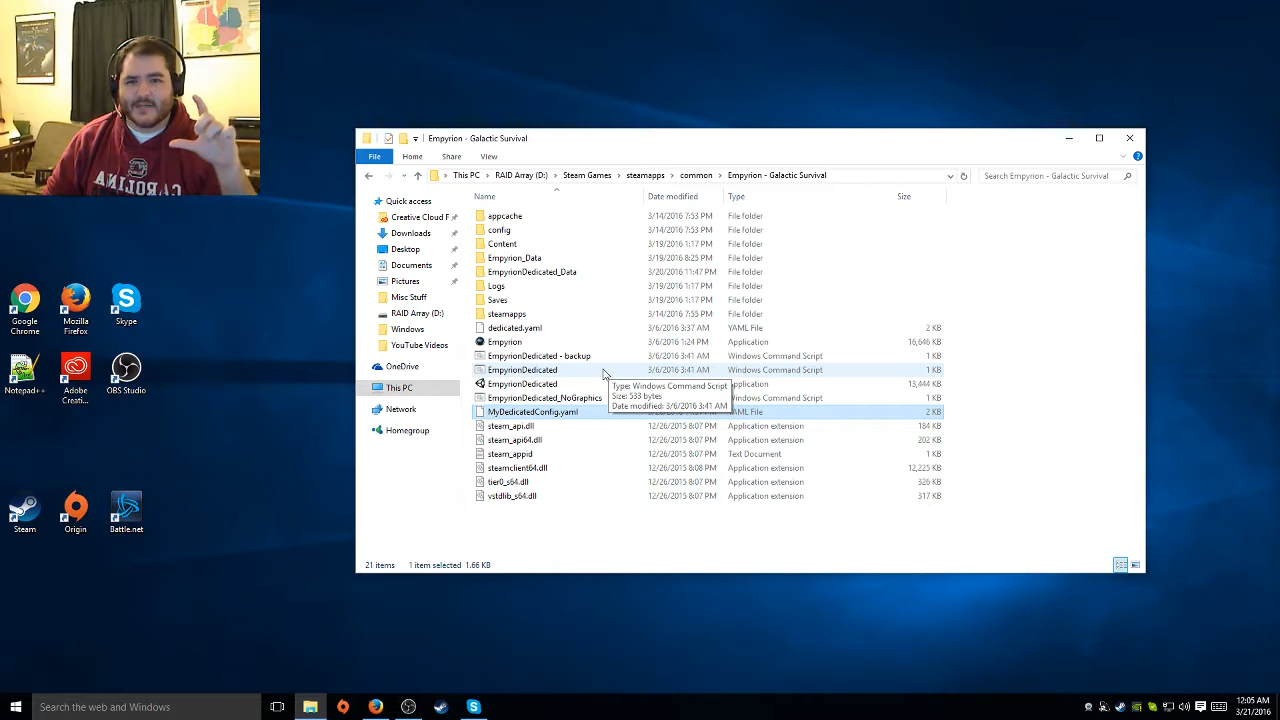 CAROLINA
Empyrion - Galactic Survival
File Home Share View
This PC RAID Array (D:) Steam Games steamapps common Empyrion - Galactic Survival
Search Empyrion - Galactic Su...
Name Date modified Type Size
Quick access
Creative Cloud F
Downloads
Desktop
Documents
Pictures
Misc Stuff
RAID Array (D:)
Windows
YouTube Videos
OneDrive
This PC
Network
Homegroup
appcache 3/14/2016 7:53 PM File folder
config 3/14/2016 7:53 PM File folder
Content 3/19/2016 1:17 PM File folder
Empyrion_Data 3/19/2016 8:25 PM File folder
EmpyrionDedicated_Data 3/20/2016 11:47 PM File folder
Logs 3/19/2016 1:17 PM File folder
Saves 3/19/2016 1:17 PM File folder
steamapps 3/14/2016 7:55 PM File folder
dedicated.yaml 3/6/2016 3:37 AM YAML File 2 KB
Empyrion 3/6/2016 1:24 PM Application 16,646 KB
EmpyrionDedicated - backup 3/6/2016 3:41 AM Windows Command Script 1 KB
EmpyrionDedicated 3/6/2016 3:41 AM Windows Command Script 1 KB
EmpyrionDedicated Application 13,444 KB
EmpyrionDedicated_NoGraphics Windows Command Script 1 KB
MyDedicatedConfig.yaml YAML File 2 KB
steam_api.dll 12/26/2015 8:07 PM Application extension 184 KB
steam_api64.dll 12/26/2015 8:07 PM Application extension 202 KB
steam_appid 12/26/2015 8:07 PM Text Document 1 KB
steamclient64.dll 12/26/2015 8:08 PM Application extension 12,225 KB
tier0_s64.dll 12/26/2015 8:07 PM Application extension 326 KB
vstdlib_s64.dll 12/26/2015 8:07 PM Application extension 317 KB
Type: Windows Command Script
Size: 533 bytes
Date modified: 3/6/2016 3:41 AM
21 items 1 item selected 1.66 KB
Google Chrome
Mozilla Firefox
Skype
Notepad++
Adobe Creati...
OBS Studio
Steam
Origin
Battle.net
Search the web and Windows
12:05 AM
3/21/2016